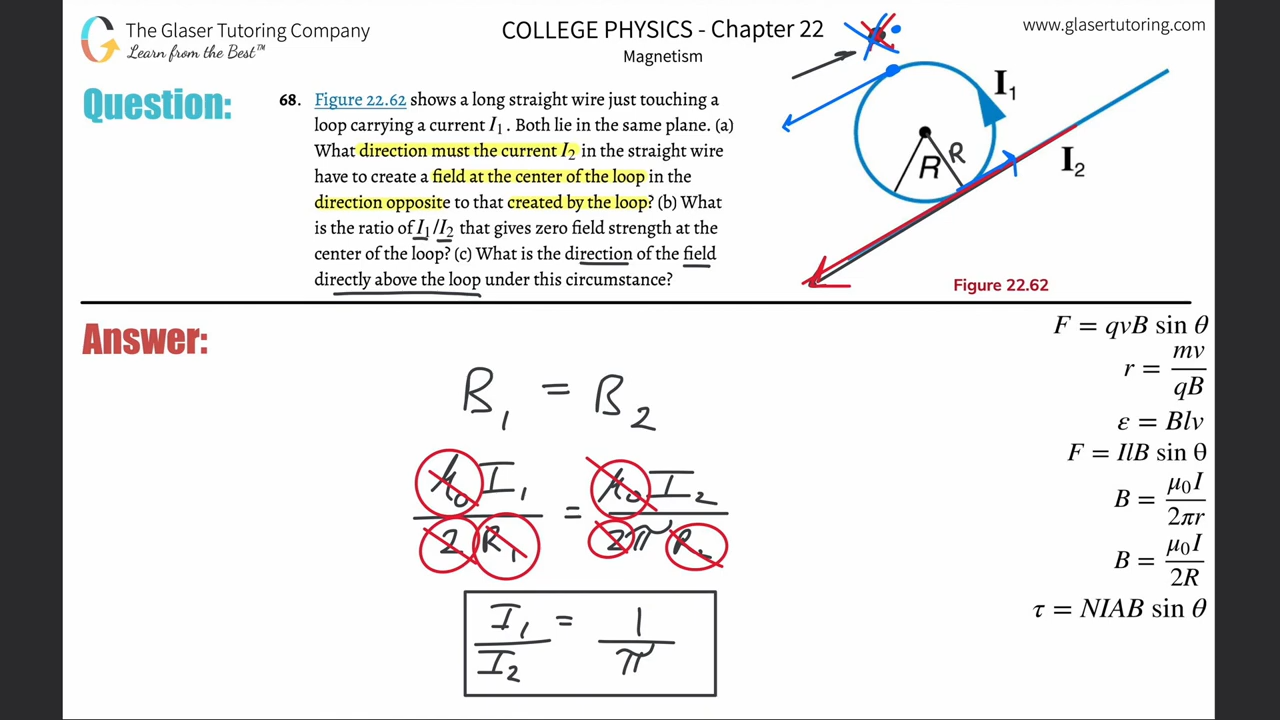 The Glaser Tutoring Company
Learn from the Best™
COLLEGE PHYSICS - Chapter 22
Magnetism
www.glasertutoring.com
Question:
68. Figure 22.62 shows a long straight wire just touching a
loop carrying a current I₁. Both lie in the same plane. (a)
What direction must the current I₂ in the straight wire
have to create a field at the center of the loop in the
direction opposite to that created by the loop? (b) What
is the ratio of I₁/I₂ that gives zero field strength at the
center of the loop? (c) What is the direction of the field
directly above the loop under this circumstance?
I₁
R
R
I₂
Figure 22.62
Answer:
B₁ = B₂
μ₀I₁ / 2R₁ = μ₀I₂ / 2πR₂
I₁ / I₂ = 1 / π
F = qvB sin θ
r = mv / qB
ε = Blv
F = IlB sin θ
B = μ₀I / 2πr
B = μ₀I / 2R
τ = NIAB sin θ